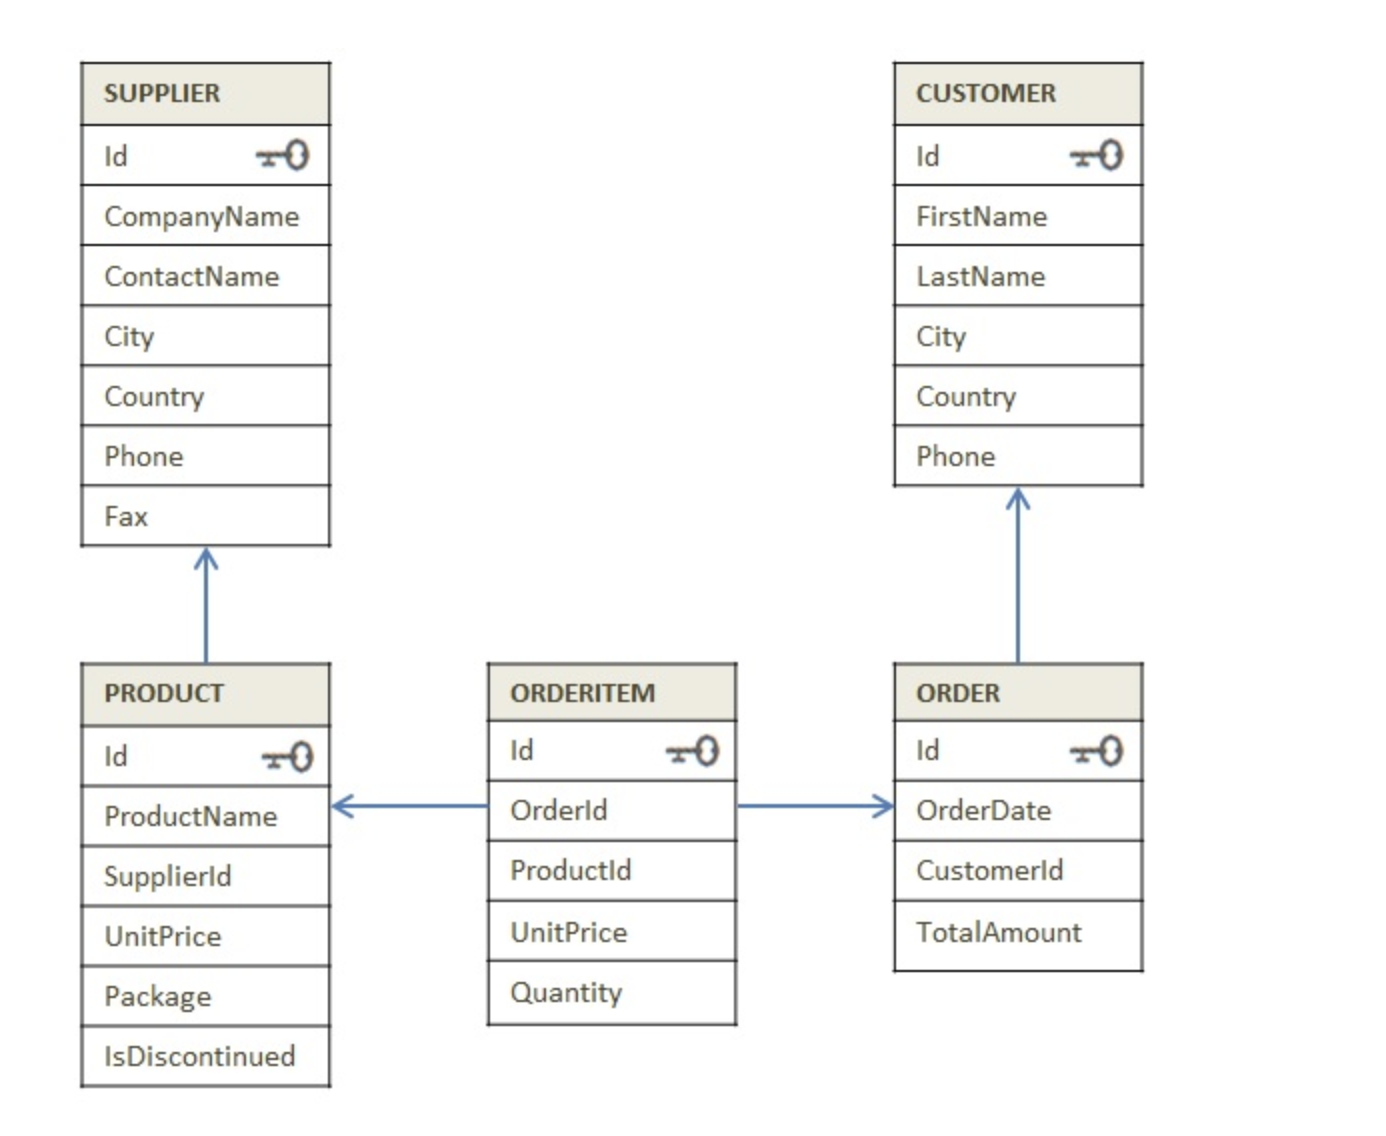 SUPPLIER
Id
CompanyName
ContactName
City
Country
Phone
Fax
CUSTOMER
Id
FirstName
LastName
City
Country
Phone
PRODUCT
Id
ProductName
SupplierId
UnitPrice
Package
IsDiscontinued
ORDERITEM
Id
OrderId
ProductId
UnitPrice
Quantity
ORDER
Id
OrderDate
CustomerId
TotalAmount